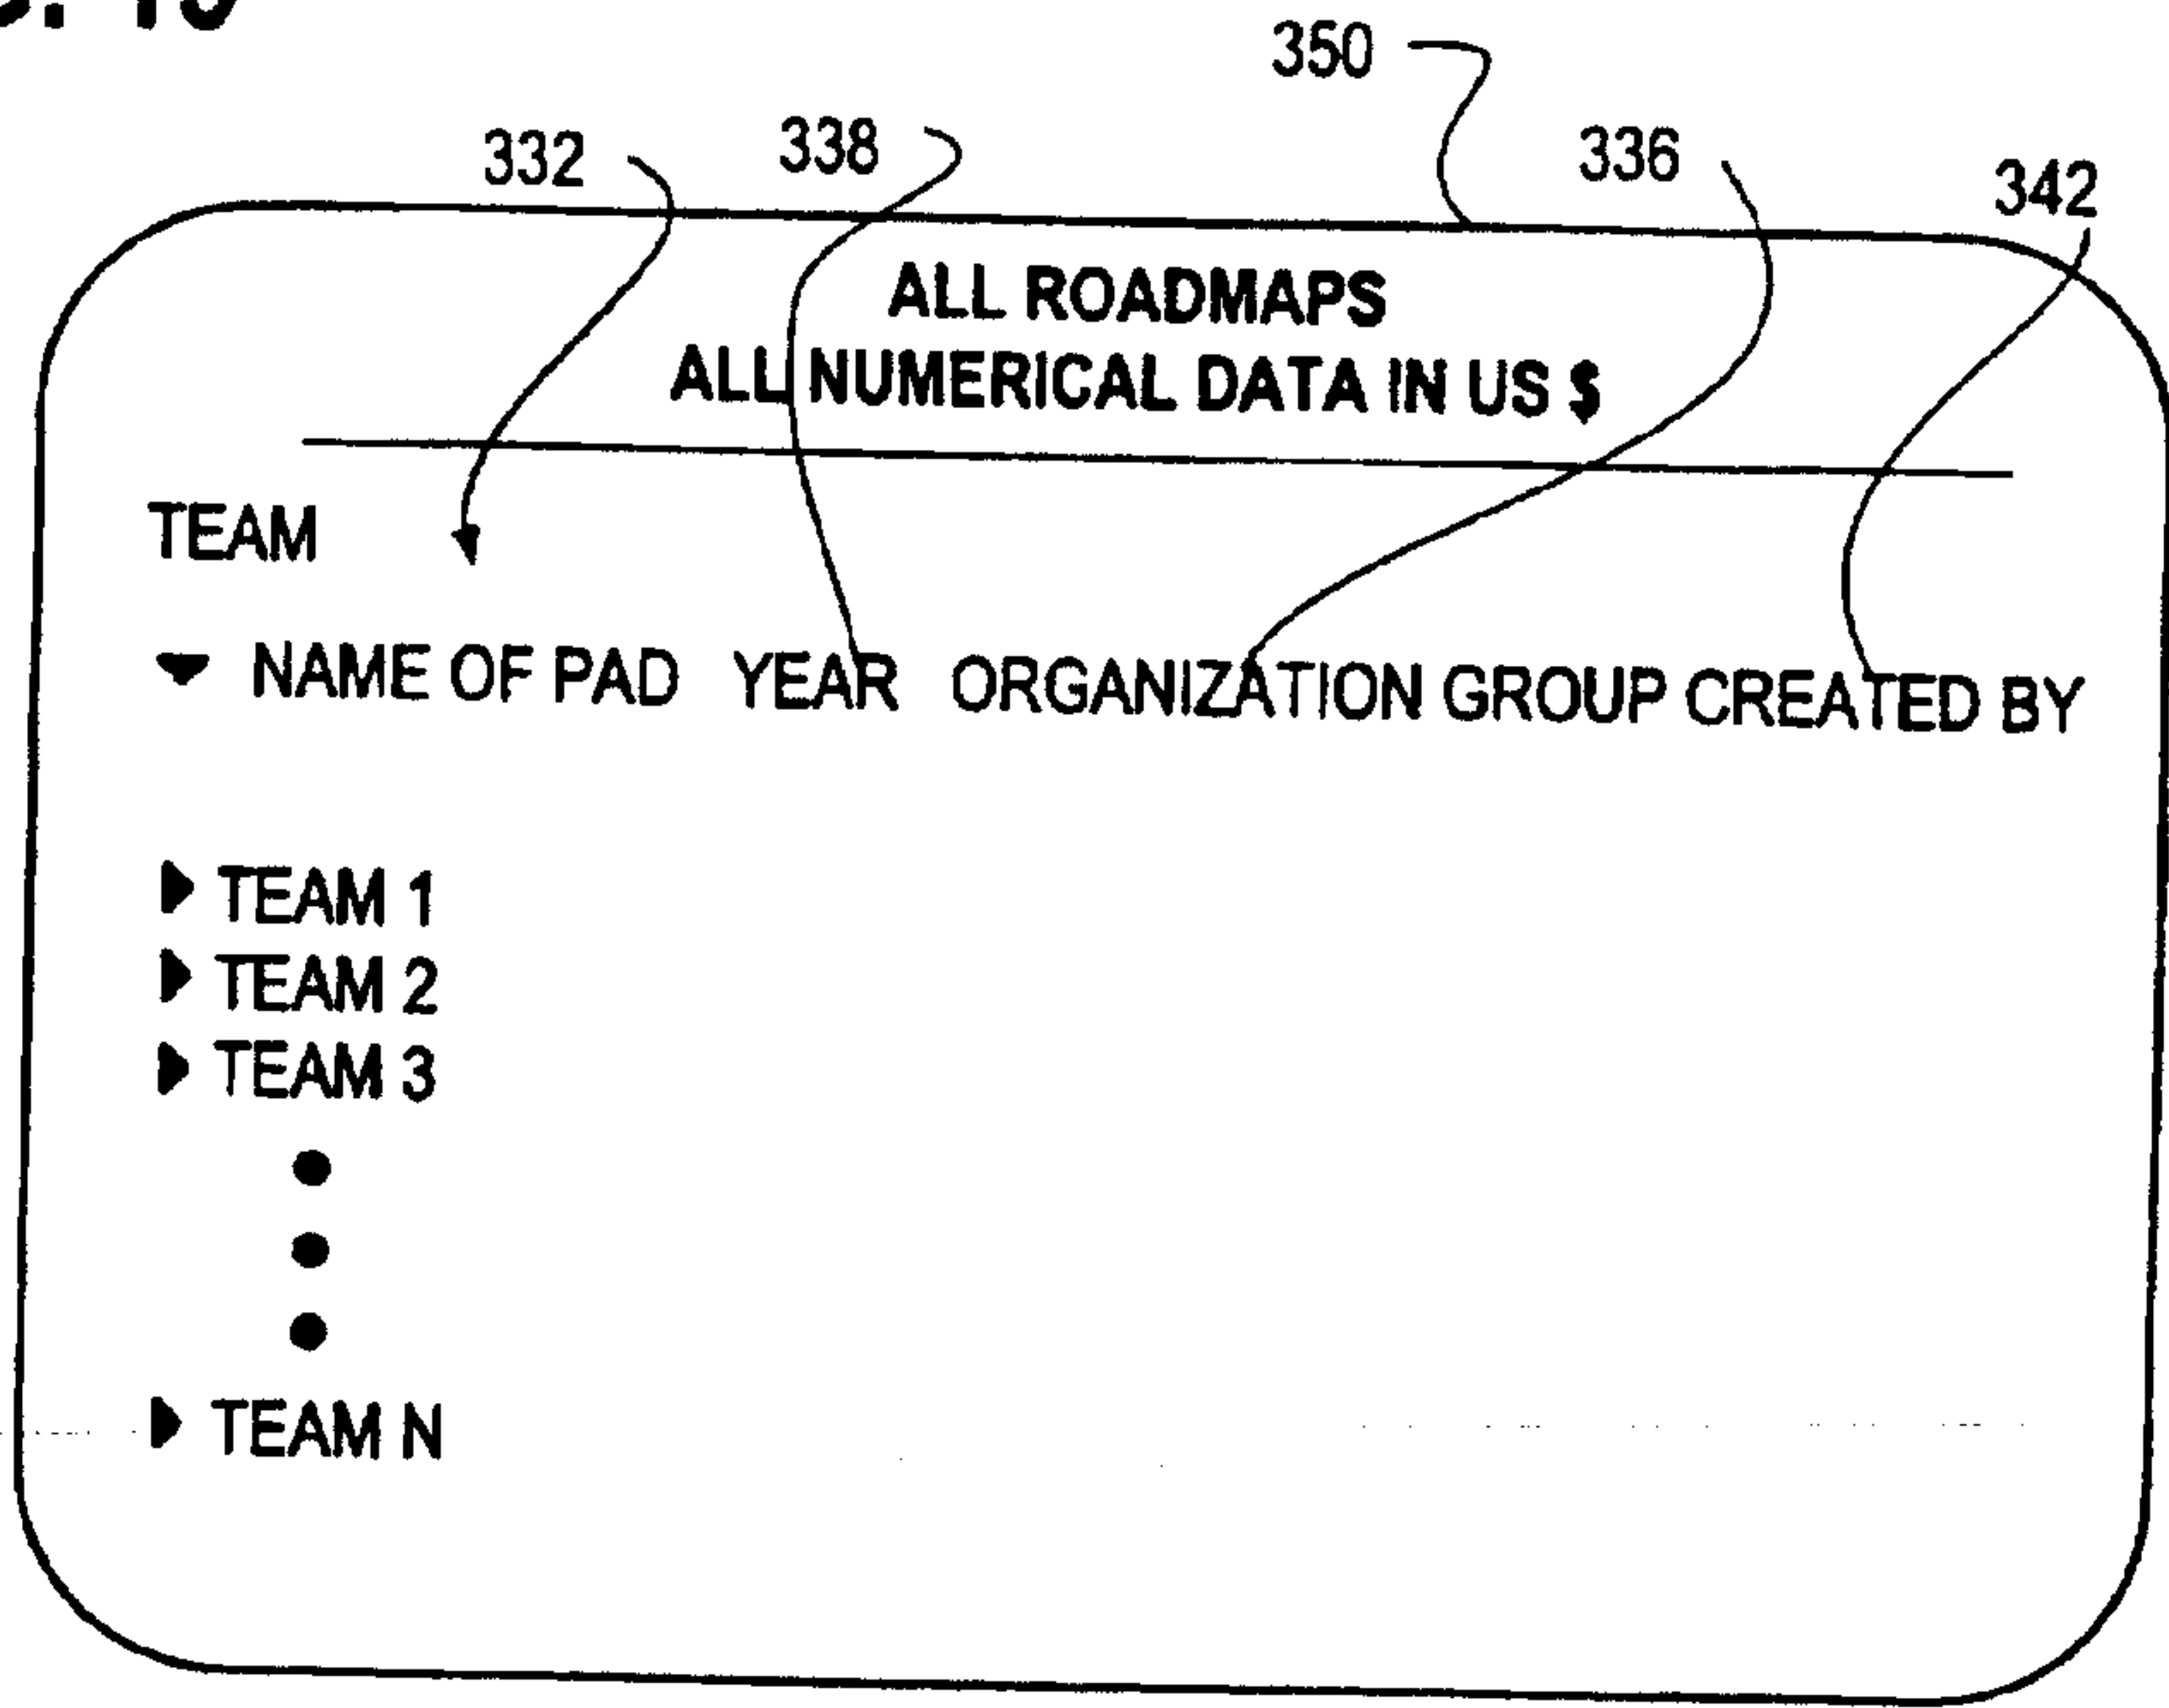 350
332 338 336 342
ALL ROADMAPS
ALL NUMERICAL DATA IN US $
TEAM
NAME OF PAD YEAR ORGANIZATION GROUP CREATED BY
TEAM 1
TEAM 2
TEAM 3
TEAM N